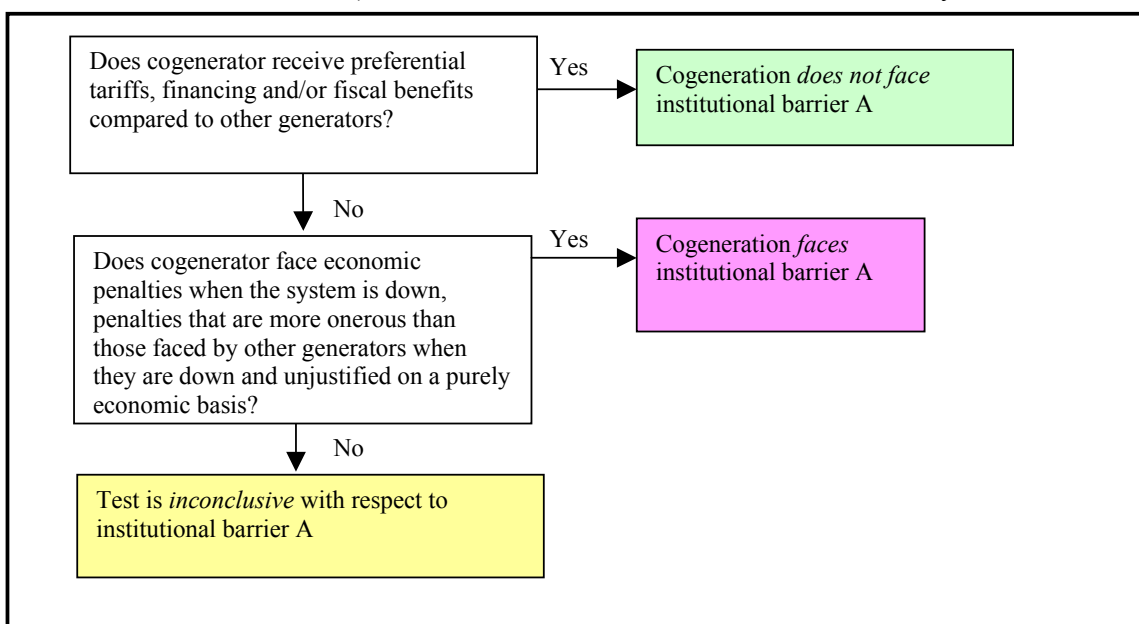 Does cogenerator receive preferential
tariffs, financing and/or fiscal benefits
compared to other generators?
Yes
Cogeneration does not face
institutional barrier A
No
Does cogenerator face economic
penalties when the system is down,
penalties that are more onerous than
those faced by other generators when
they are down and unjustified on a purely
economic basis?
Yes
Cogeneration faces
institutional barrier A
No
Test is inconclusive with respect to
institutional barrier A